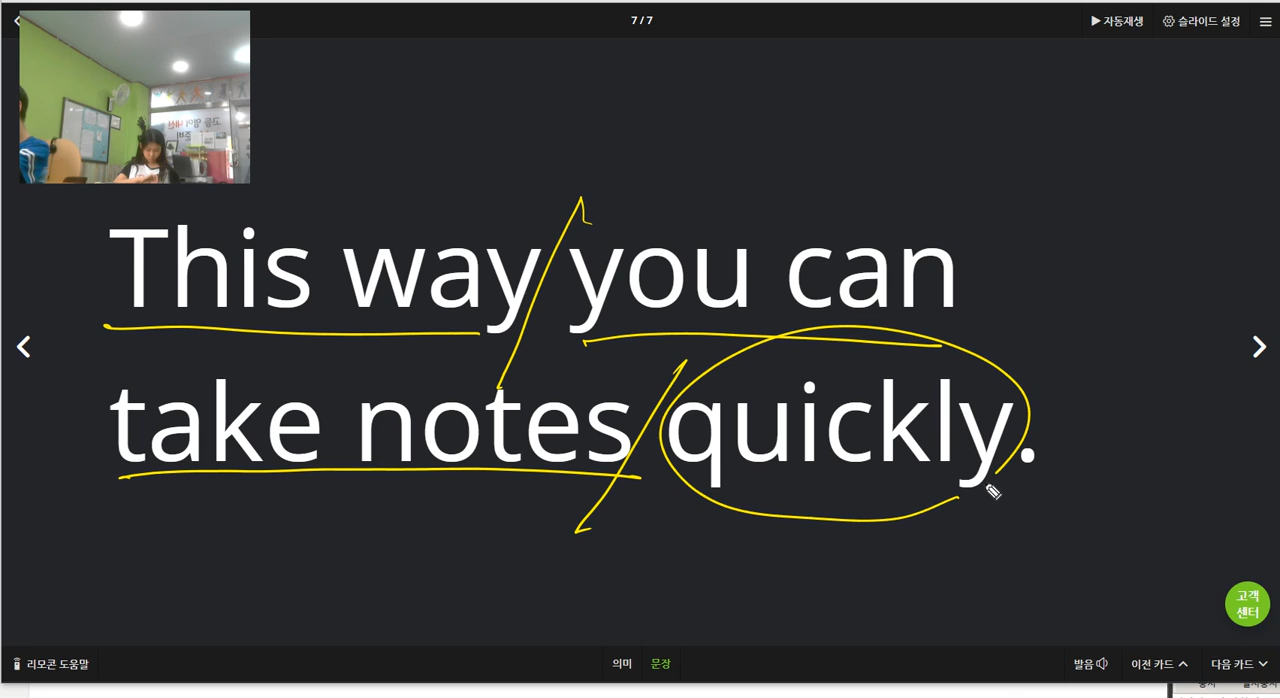 7 / 7
▶ 자동재생
슬라이드 설정
This way you can
take notes quickly.
고객
센터
리모콘 도움말
의미
문장
발음
이전 카드
다음 카드